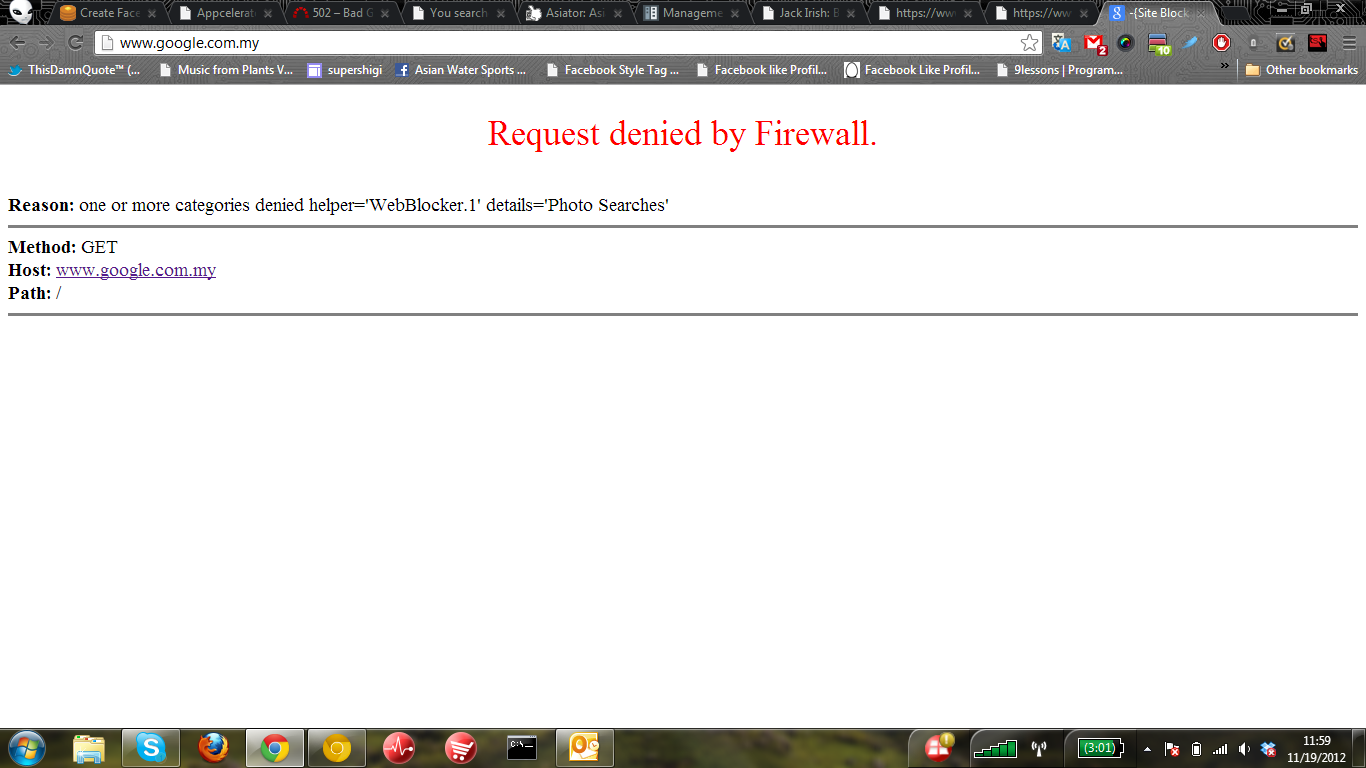 Create Face
Appcelerat
502 – Bad G
You search
Asiator: Asi
Manageme
Jack Irish: B
https://ww
https://ww
-{Site Block
www.google.com.my
2
10
ThisDamnQuote™ (...
Music from Plants V...
supershigi
Asian Water Sports ...
Facebook Style Tag ...
Facebook like Profil...
Facebook Like Profil...
9lessons | Program...
»
Other bookmarks
Request denied by Firewall.
Reason: one or more categories denied helper='WebBlocker.1' details='Photo Searches'
Method: GET
Host: www.google.com.my
Path: /
(3:01)
11:59
11/19/2012